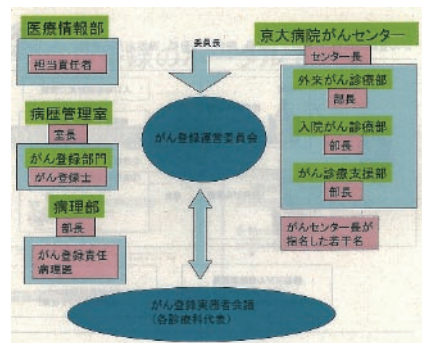 医療情報部
担当責任者
病歴管理室
室長
がん登録部門
がん登録士
病理部
部長
がん登録責任
病理医
委員長
がん登録運営委員会
がん登録実務者会議
(各診療科代表)
京大病院がんセンター
センター長
外来がん診療部
部長
入院がん診療部
部長
がん診療支援部
部長
がんセンター長が
指名した若干名